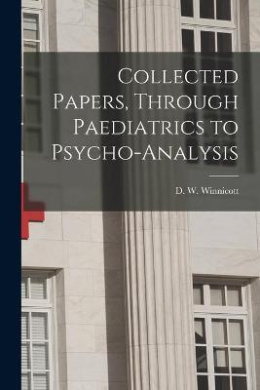 Collected
Papers, Through
Paediatrics to
Psycho-Analysis
D. W. Winnicott